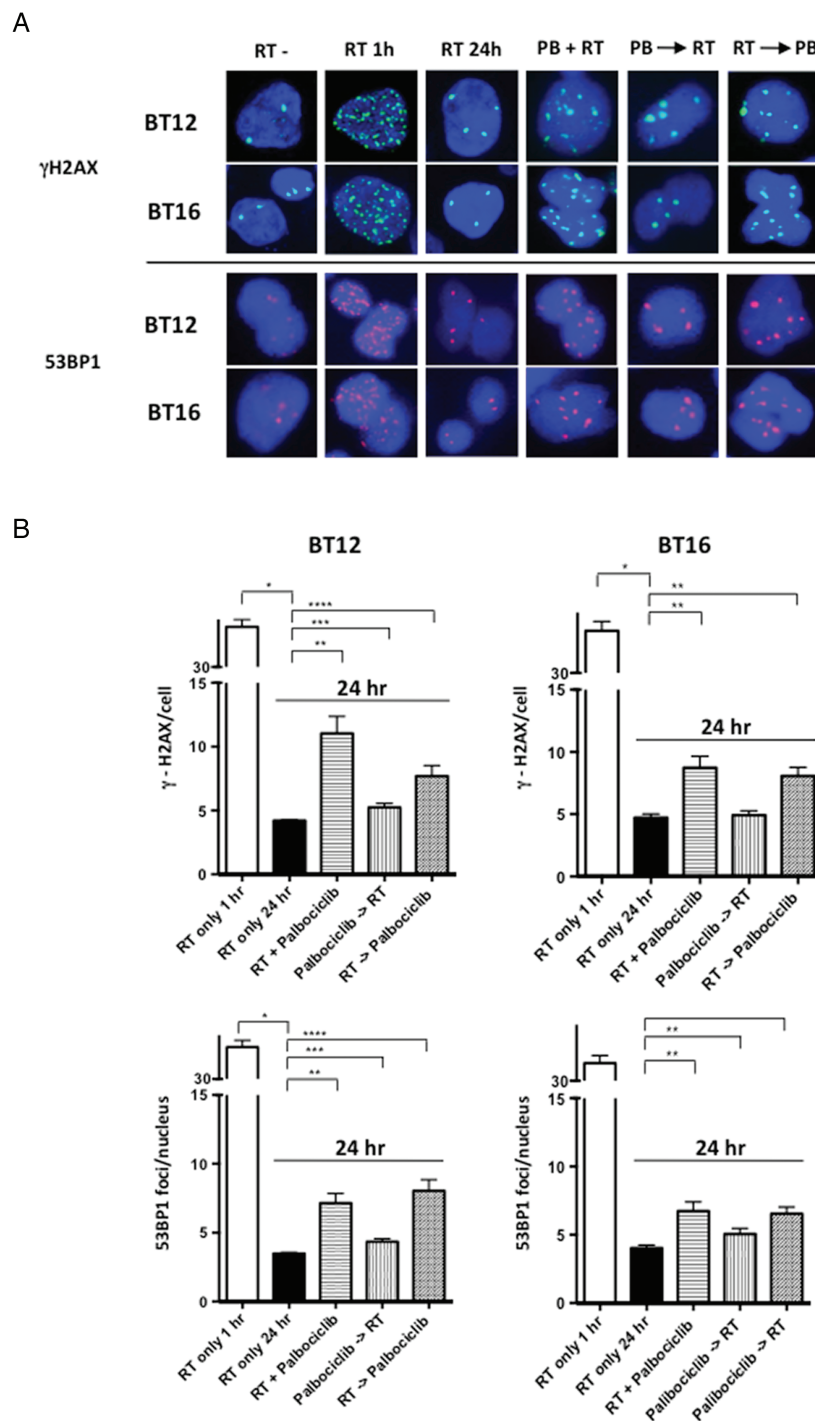 A
RT - RT 1h RT 24h PB + RT PB → RT RT → PB
γH2AX
BT12
BT16
53BP1
BT12
BT16
B
BT12
BT16
*
****
***
**
30
15
10
5
0
γ - H2AX/cell
24 hr
RT only 1 hr
RT only 24 hr
RT + Palbociclib
Palbociclib -> RT
RT -> Palbociclib
*
**
**
30
15
10
5
0
γ - H2AX/cell
24 hr
RT only 1 hr
RT only 24 hr
RT + Palbociclib
Palbociclib -> RT
RT -> Palbociclib
*
****
***
**
30
15
10
5
0
53BP1 foci/nucleus
24 hr
RT only 1 hr
RT only 24 hr
RT + Palbociclib
Palbociclib -> RT
RT -> Palbociclib
**
**
30
15
10
5
0
53BP1 foci/nucleus
24 hr
RT only 1 hr
RT only 24 hr
RT + Palbociclib
Palibociclib -> RT
Palibociclib -> RT